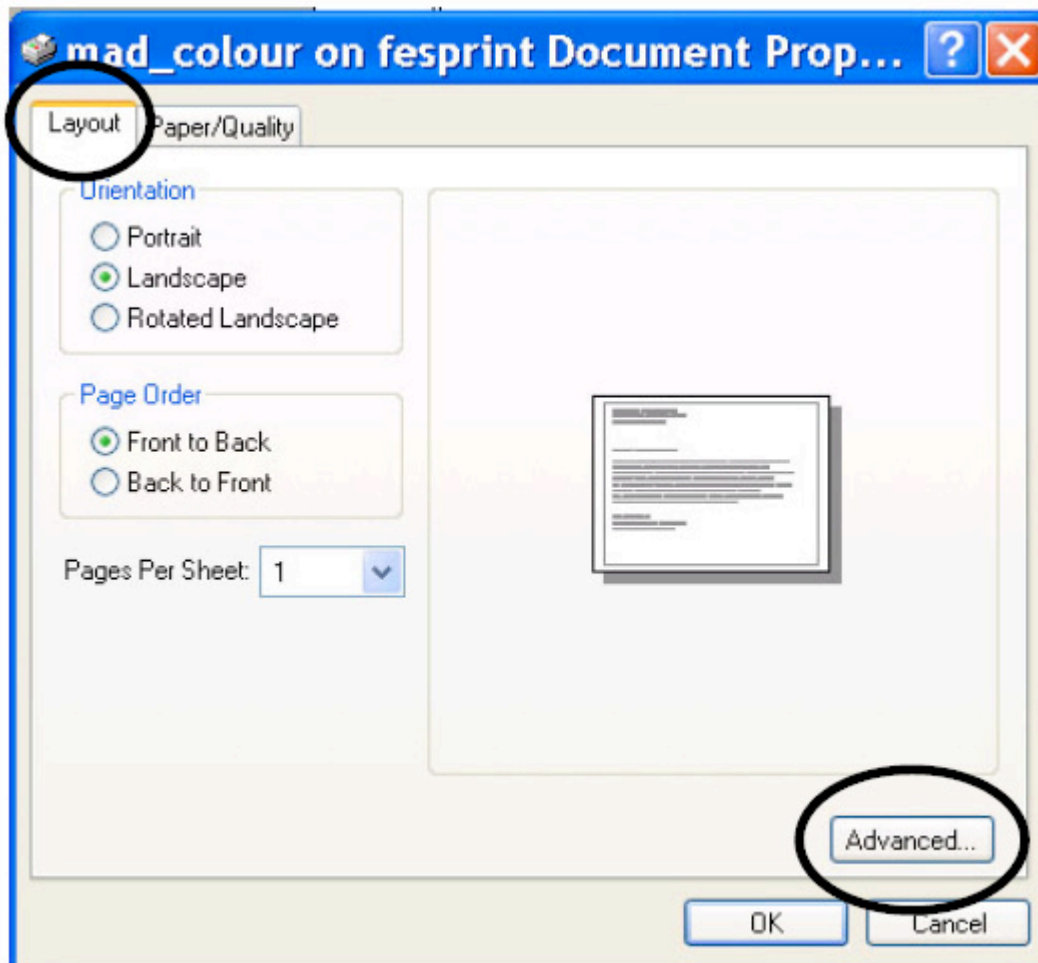 mad_colour on fesprint Document Prop...
Layout
Paper/Quality
Orientation
Portrait
Landscape
Rotated Landscape
Page Order
Front to Back
Back to Front
Pages Per Sheet: 1
Advanced...
OK
Cancel